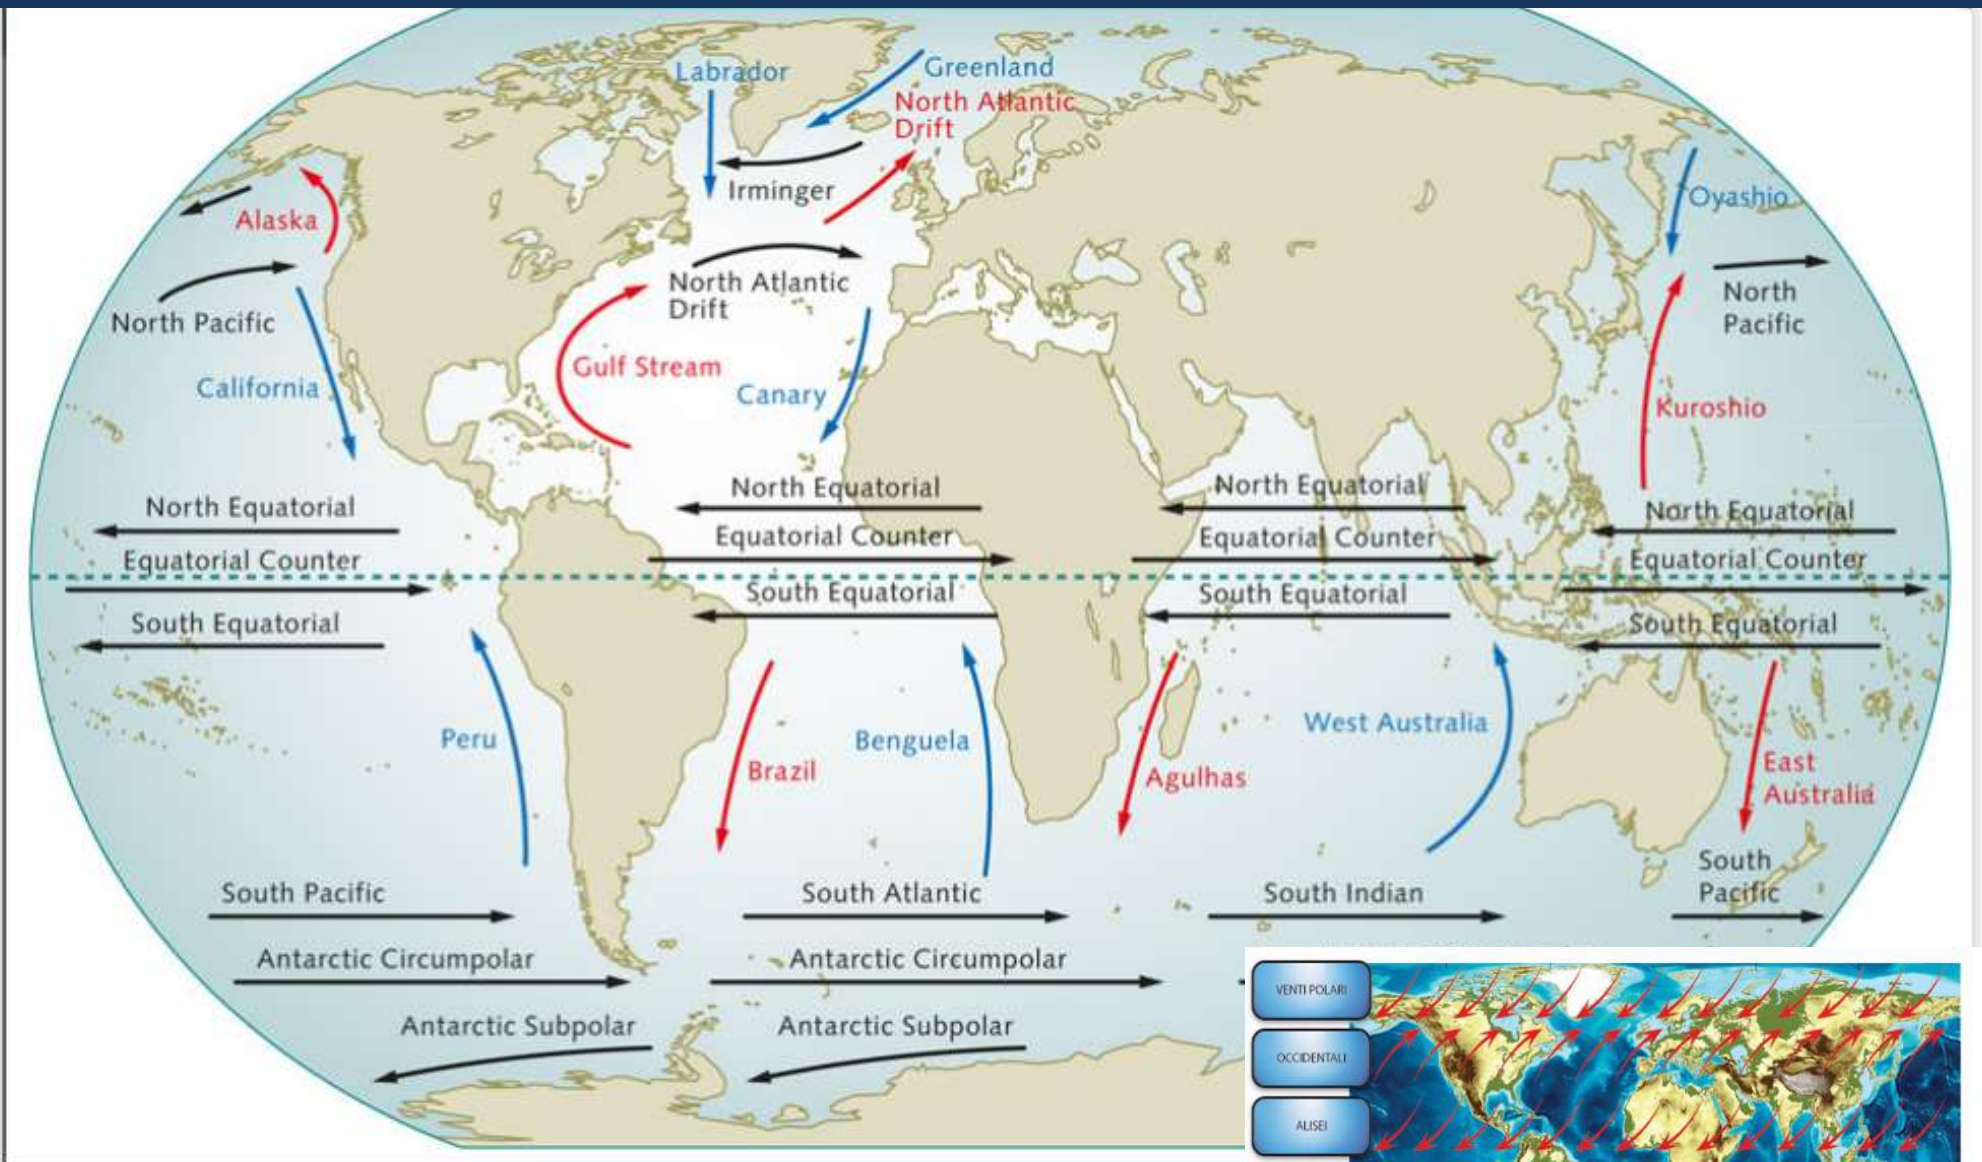 Labrador
Greenland
North Atlantic
Drift
Irminger
Oyashio
Alaska
North Atlantic
Drift
North
Pacific
North Pacific
Gulf Stream
California
Canary
Kuroshio
North Equatorial
North Equatorial
North Equatorial
North Equatorial
Equatorial Counter
Equatorial Counter
Equatorial Counter
Equatorial Counter
South Equatorial
South Equatorial
South Equatorial
South Equatorial
Peru
Brazil
Benguela
Agulhas
West Australia
East
Australia
South Pacific
South Atlantic
South Indian
South
Pacific
Antarctic Circumpolar
Antarctic Circumpolar
Antarctic Subpolar
Antarctic Subpolar
VENTI POLARI
OCCIDENTALI
ALISEI